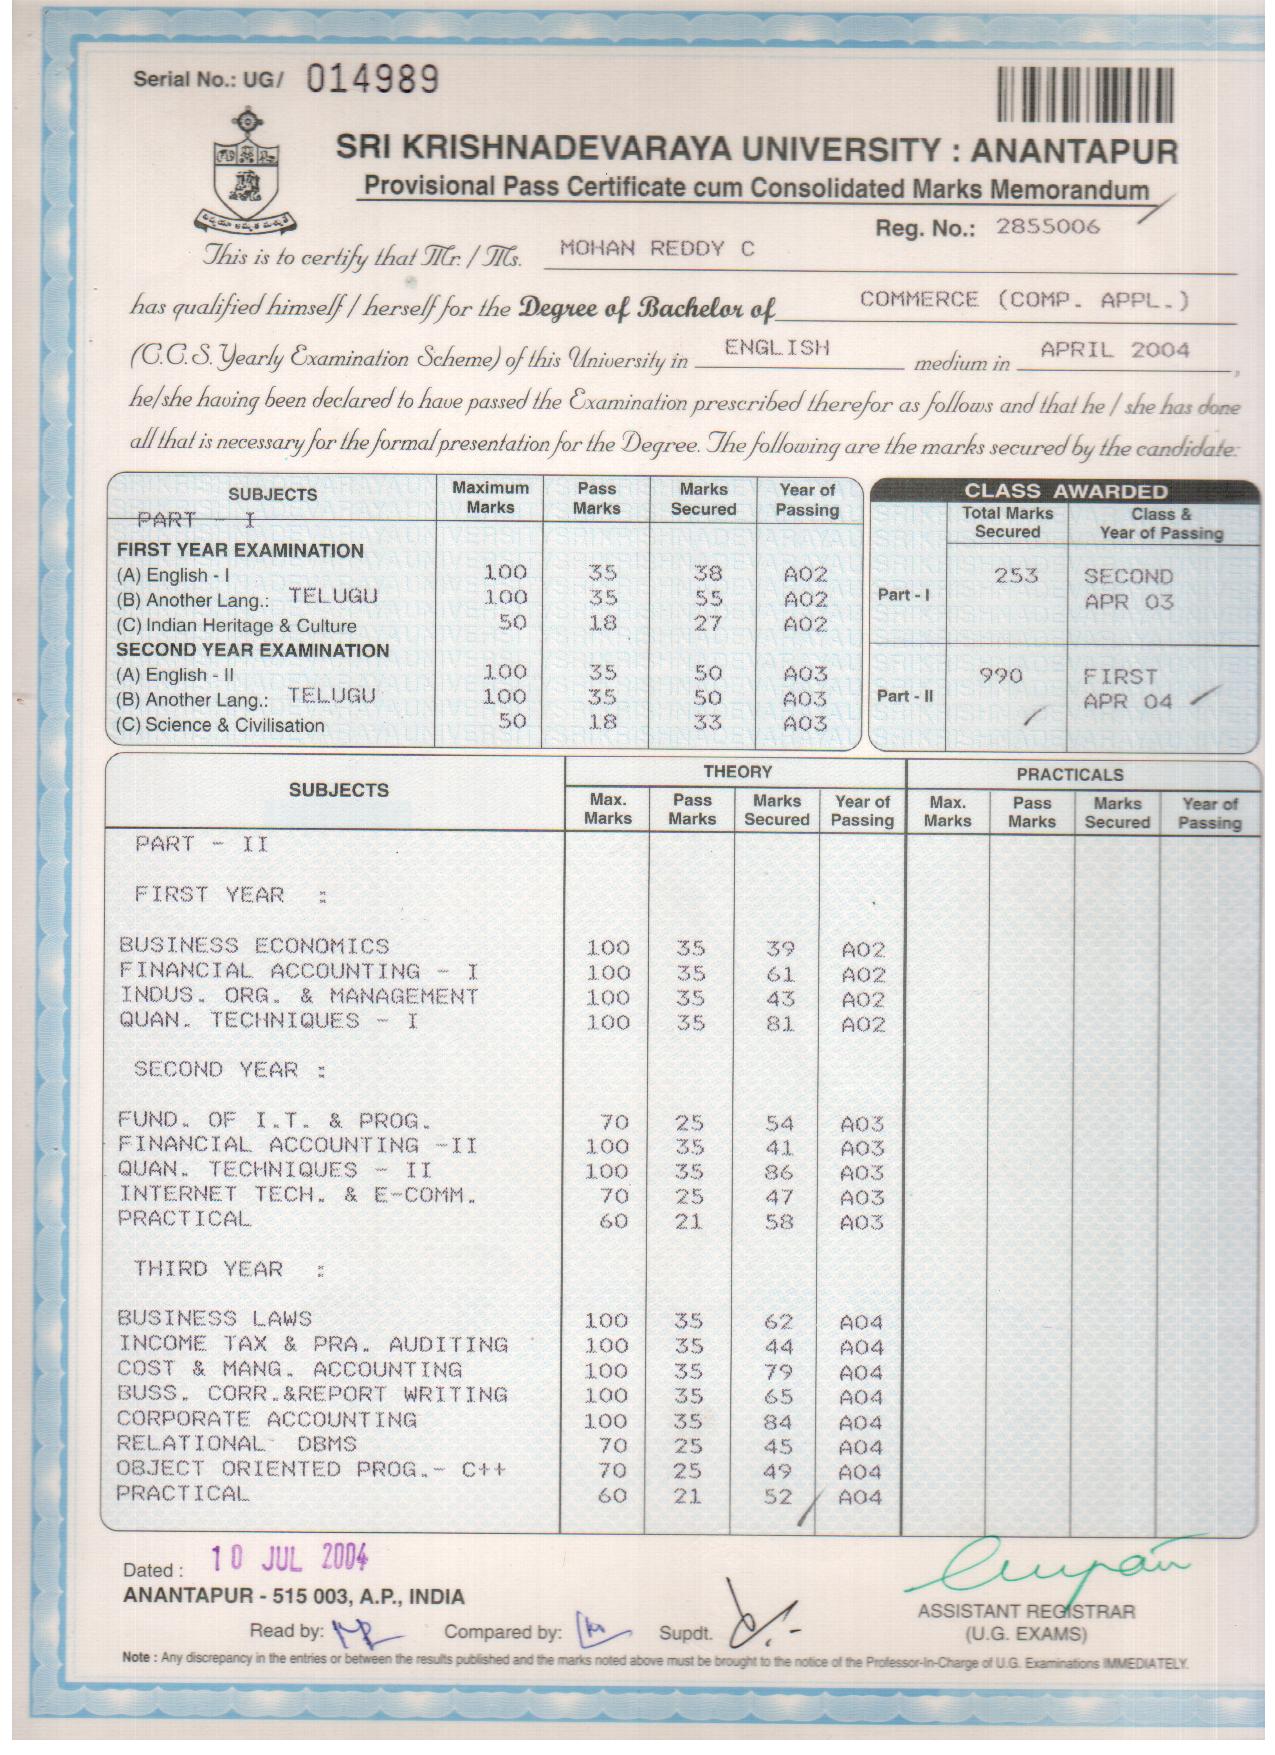 Serial No.: UG/ 014989
SRI KRISHNADEVARAYA UNIVERSITY : ANANTAPUR
Provisional Pass Certificate cum Consolidated Marks Memorandum
Reg. No.: 2855006
This is to certify that Mr. / Ms. MOHAN REDDY C
has qualified himself / herself for the Degree of Bachelor of COMMERCE (COMP. APPL.)
(C.C.S. Yearly Examination Scheme) of this University in ENGLISH medium in APRIL 2004,
he/she having been declared to have passed the Examination prescribed therefor as follows and that he / she has done
all that is necessary for the formal presentation for the Degree. The following are the marks secured by the candidate:
SUBJECTS Maximum Marks Pass Marks Marks Secured Year of Passing
PART - I
FIRST YEAR EXAMINATION
(A) English - I 100 35 38 A02
(B) Another Lang.: TELUGU 100 35 55 A02
(C) Indian Heritage & Culture 50 18 27 A02
SECOND YEAR EXAMINATION
(A) English - II 100 35 50 A03
(B) Another Lang.: TELUGU 100 35 50 A03
(C) Science & Civilisation 50 18 33 A03
CLASS AWARDED
Total Marks Secured Class & Year of Passing
Part - I 253 SECOND APR 03
Part - II 990 FIRST APR 04
SUBJECTS THEORY PRACTICALS
Max. Marks Pass Marks Marks Secured Year of Passing Max. Marks Pass Marks Marks Secured Year of Passing
PART - II
FIRST YEAR :
BUSINESS ECONOMICS 100 35 39 A02
FINANCIAL ACCOUNTING - I 100 35 61 A02
INDUS. ORG. & MANAGEMENT 100 35 43 A02
QUAN. TECHNIQUES - I 100 35 81 A02
SECOND YEAR :
FUND. OF I.T. & PROG. 70 25 54 A03
FINANCIAL ACCOUNTING -II 100 35 41 A03
QUAN. TECHNIQUES - II 100 35 86 A03
INTERNET TECH. & E-COMM. 70 25 47 A03
PRACTICAL 60 21 58 A03
THIRD YEAR :
BUSINESS LAWS 100 35 62 A04
INCOME TAX & PRA. AUDITING 100 35 44 A04
COST & MANG. ACCOUNTING 100 35 79 A04
BUSS. CORR.&REPORT WRITING 100 35 65 A04
CORPORATE ACCOUNTING 100 35 84 A04
RELATIONAL DBMS 70 25 45 A04
OBJECT ORIENTED PROG.- C++ 70 25 49 A04
PRACTICAL 60 21 52 A04
Dated : 10 JUL 2004
ANANTAPUR - 515 003, A.P., INDIA
ASSISTANT REGISTRAR
(U.G. EXAMS)
Read by: Compared by: Supdt.
Note : Any discrepancy in the entries or between the results published and the marks noted above must be brought to the notice of the Professor-In-Charge of U.G. Examinations IMMEDIATELY.